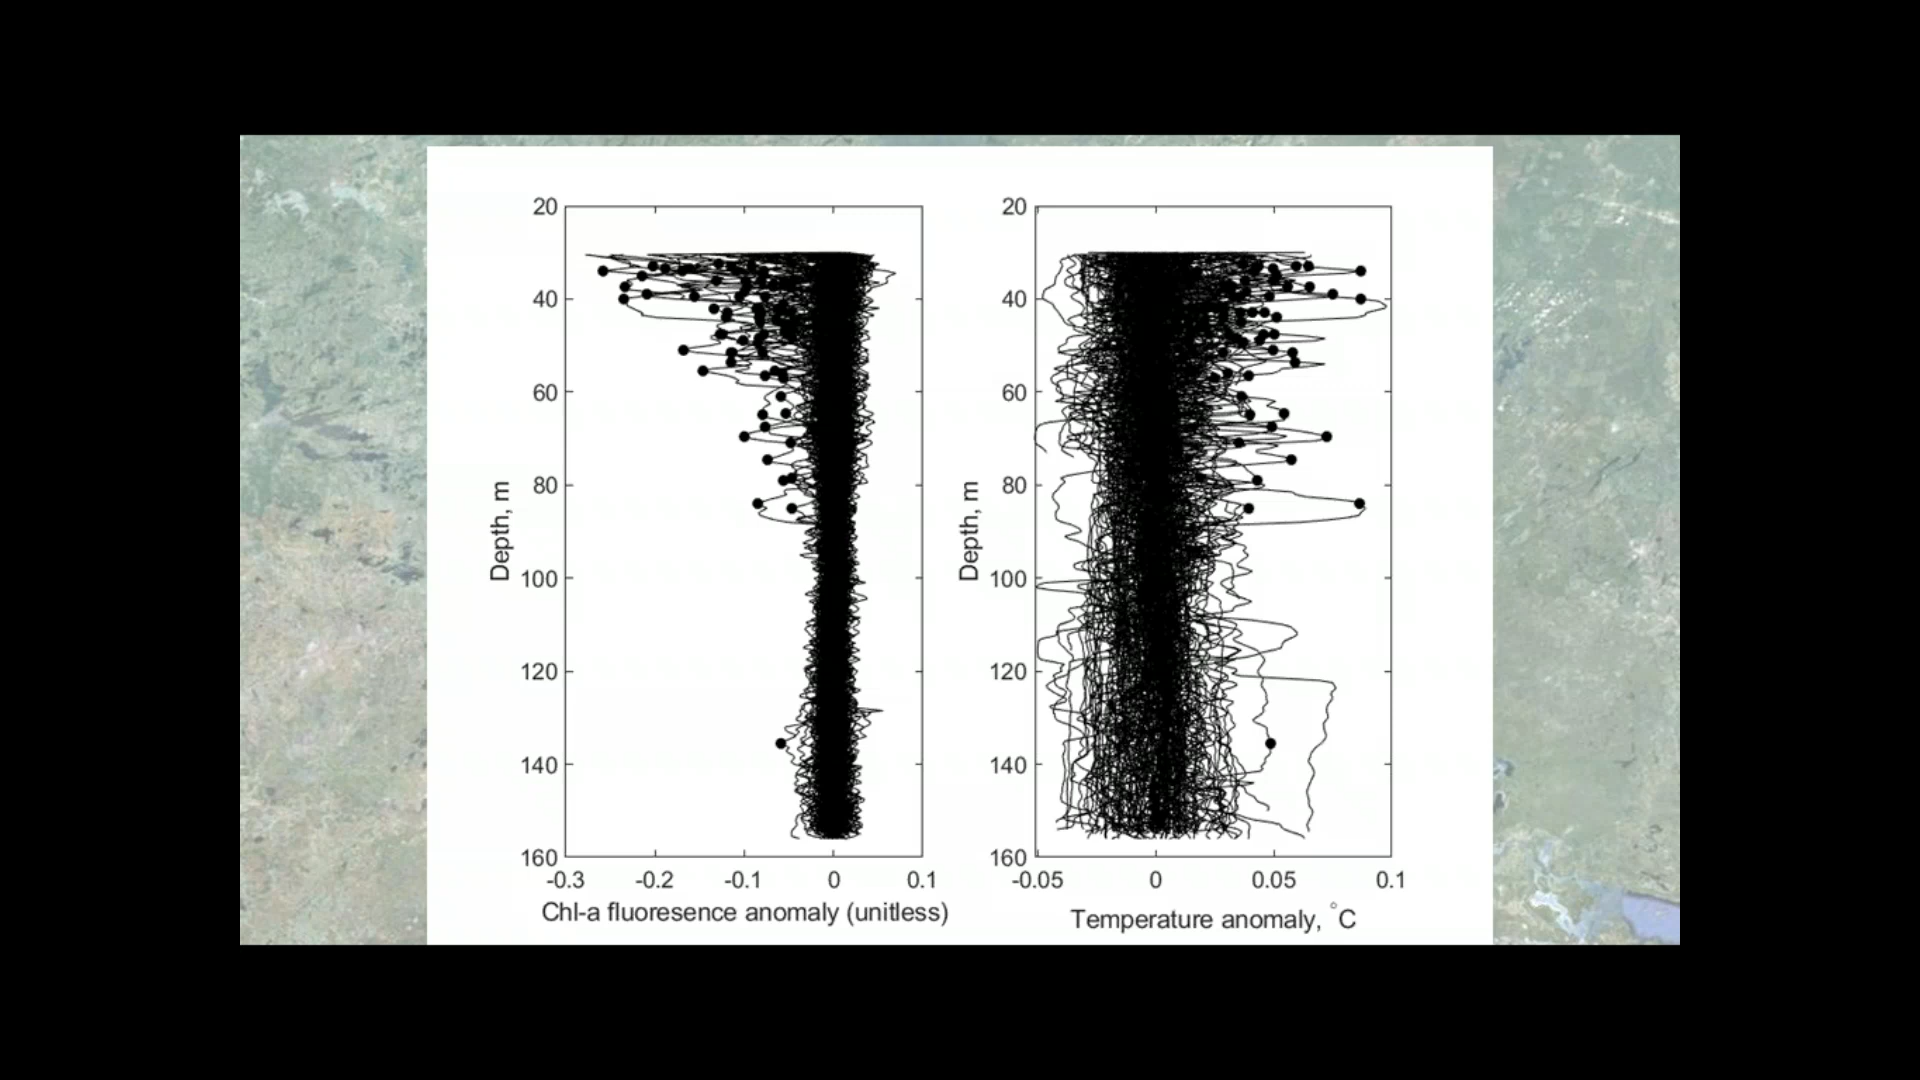 20
40
60
80
100
120
140
160
Depth, m
-0.3 -0.2 -0.1 0 0.1
Chl-a fluoresence anomaly (unitless)
20
40
60
80
100
120
140
160
Depth, m
-0.05 0 0.05 0.1
Temperature anomaly, °C